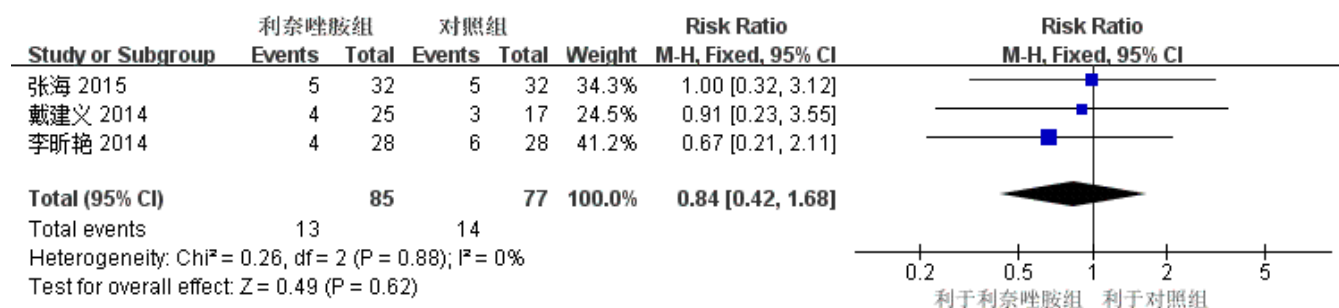 利奈唑胺组 对照组 Risk Ratio Risk Ratio
Study or Subgroup Events Total Events Total Weight M-H, Fixed, 95% CI M-H, Fixed, 95% CI
张海 2015 5 32 5 32 34.3% 1.00 [0.32, 3.12]
戴建义 2014 4 25 3 17 24.5% 0.91 [0.23, 3.55]
李昕艳 2014 4 28 6 28 41.2% 0.67 [0.21, 2.11]
Total (95% CI) 85 77 100.0% 0.84 [0.42, 1.68]
Total events 13 14
Heterogeneity: Chi² = 0.26, df = 2 (P = 0.88); I² = 0%
Test for overall effect: Z = 0.49 (P = 0.62)
0.2 0.5 1 2 5
利于利奈唑胺组 利于对照组